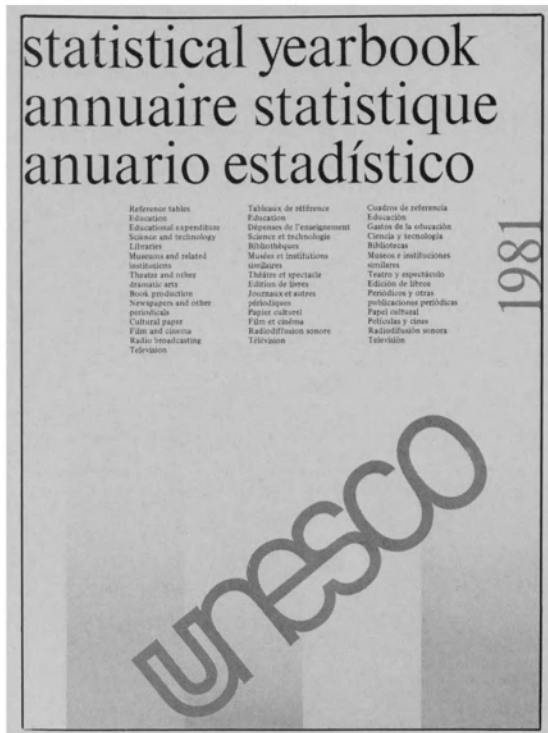 statistical yearbook
annuaire statistique
anuario estadístico
Reference tables
Education
Educational expenditure
Science and technology
Libraries
Museums and related
institutions
Theatre and other
dramatic arts
Book production
Newspapers and other
periodicals
Cultural paper
Film and cinema
Radio broadcasting
Television
Tableaux de référence
Education
Dépenses de l'enseignement
Science et technologie
Bibliothèques
Musées et institutions
similaires
Théâtre et spectacle
Edition de livres
Journaux et autres
périodiques
Papier culturel
Film et cinéma
Radiodiffusion sonore
Télévision
Cuadros de referencia
Educación
Gastos de la educación
Ciencia y tecnología
Bibliotecas
Museos e instituciones
similares
Teatro y espectáculo
Edición de libros
Periódicos y otras
publicaciones periódicas
Papel cultural
Películas y cines
Radiodifusión sonora
Televisión
1981
unesco